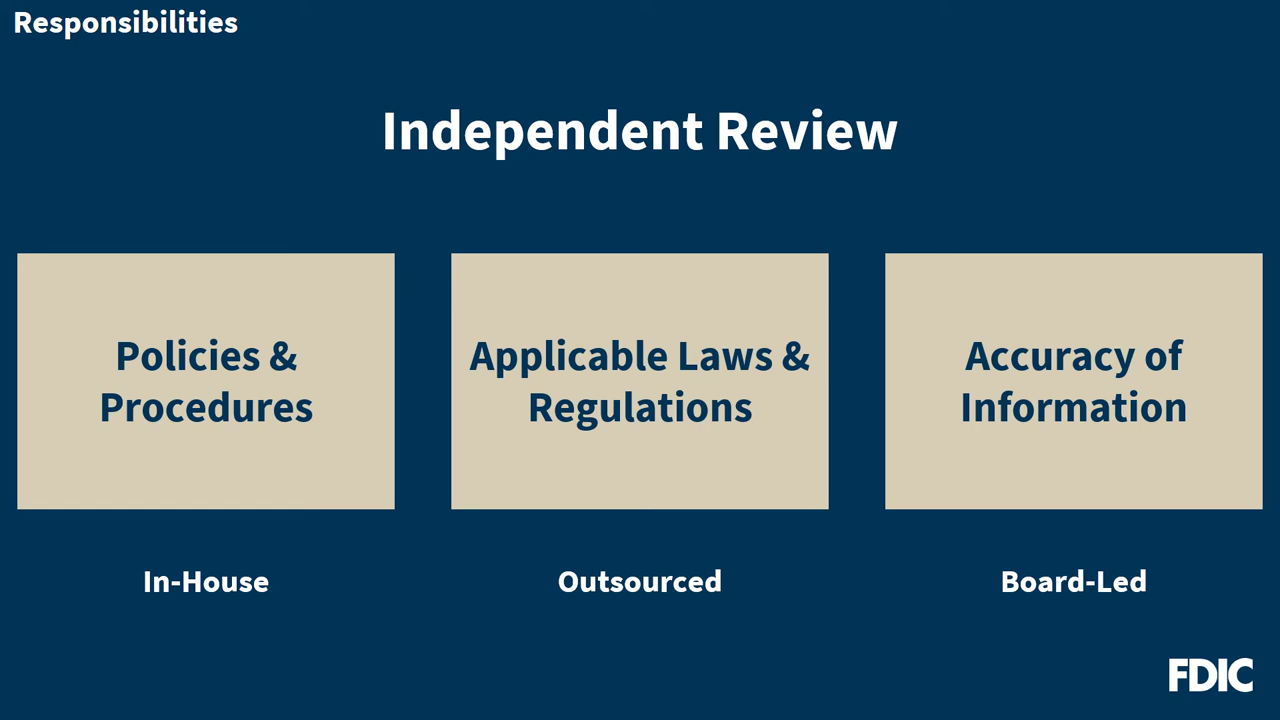 Responsibilities
Independent Review
Policies &
Procedures
Applicable Laws &
Regulations
Accuracy of
Information
In-House
Outsourced
Board-Led
FDIC